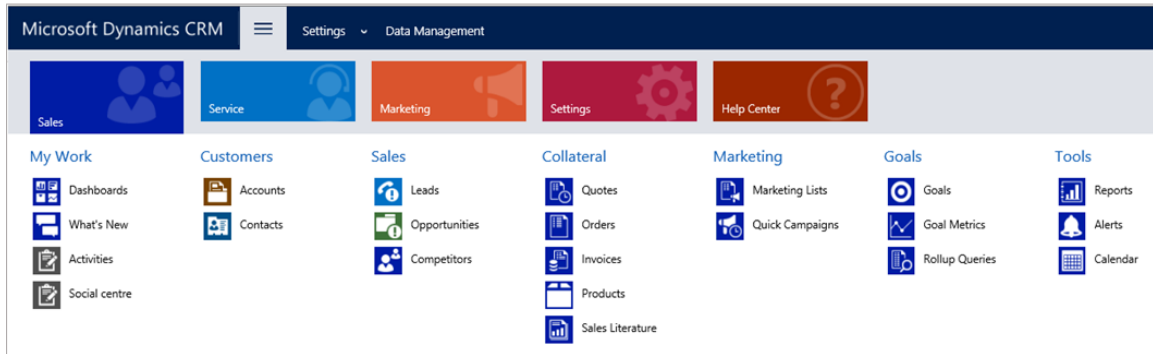 Microsoft Dynamics CRM Settings Data Management
Sales Service Marketing Settings Help Center ?
My Work Customers Sales Collateral Marketing Goals Tools
Dashboards Accounts Leads Quotes Marketing Lists Goals Reports
What's New Contacts Opportunities Orders Quick Campaigns Goal Metrics Alerts
Activities Competitors Invoices Rollup Queries Calendar
Social centre Products
Sales Literature